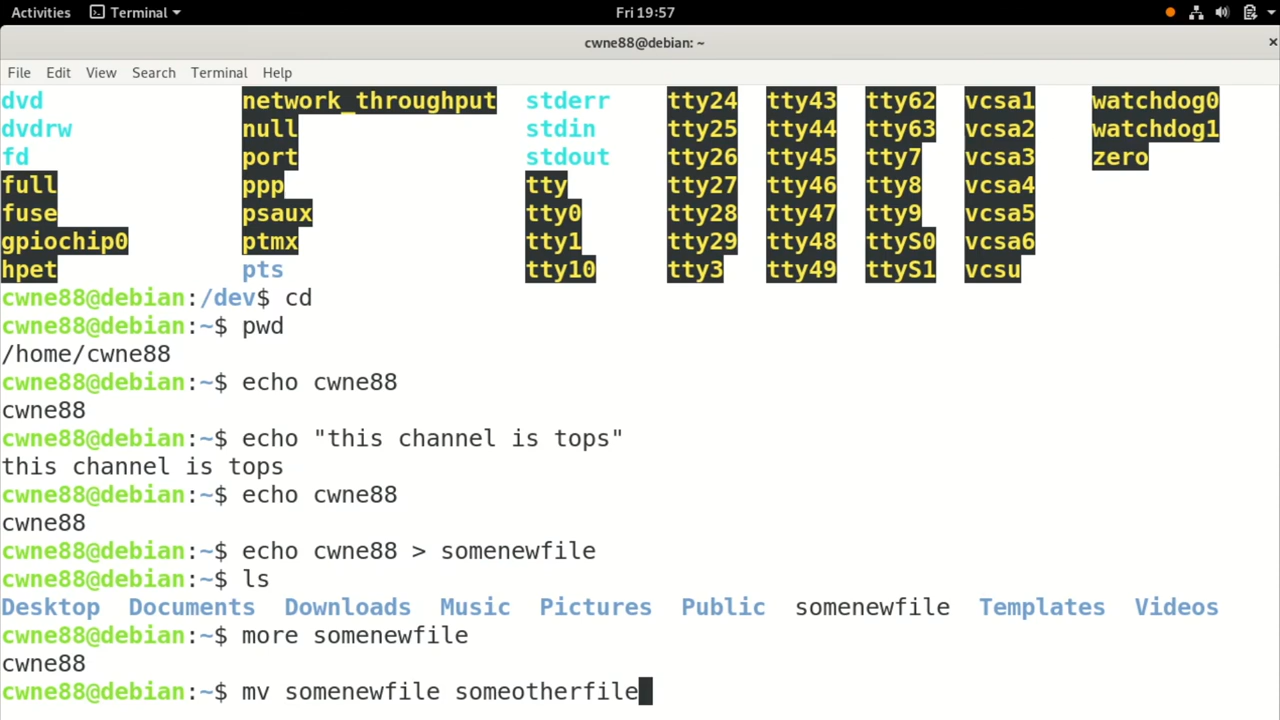 Activities Terminal Fri 19:57
cwne88@debian: ~ ×
File Edit View Search Terminal Help
dvd network_throughput stderr tty24 tty43 tty62 vcsa1 watchdog0
dvdrw null stdin tty25 tty44 tty63 vcsa2 watchdog1
fd port stdout tty26 tty45 tty7 vcsa3 zero
full ppp tty tty27 tty46 tty8 vcsa4
fuse psaux tty0 tty28 tty47 tty9 vcsa5
gpiochip0 ptmx tty1 tty29 tty48 ttyS0 vcsa6
hpet pts tty10 tty3 tty49 ttyS1 vcsu
cwne88@debian:/dev$ cd
cwne88@debian:~$ pwd
/home/cwne88
cwne88@debian:~$ echo cwne88
cwne88
cwne88@debian:~$ echo "this channel is tops"
this channel is tops
cwne88@debian:~$ echo cwne88
cwne88
cwne88@debian:~$ echo cwne88 > somenewfile
cwne88@debian:~$ ls
Desktop Documents Downloads Music Pictures Public somenewfile Templates Videos
cwne88@debian:~$ more somenewfile
cwne88
cwne88@debian:~$ mv somenewfile someotherfile